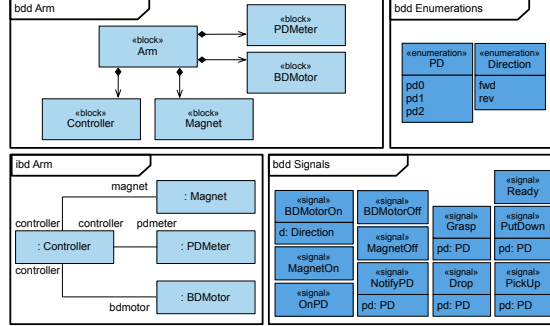 bdd Arm
«block»
Arm
«block»
PDMeter
«block»
BDMotor
«block»
Controller
«block»
Magnet
bdd Enumerations
«enumeration»
PD
pd0
pd1
pd2
«enumeration»
Direction
fwd
rev
ibd Arm
magnet
: Magnet
controller
controller
pdmeter
: Controller
: PDMeter
controller
: BDMotor
bdmotor
bdd Signals
«signal»
Ready
«signal»
BDMotorOn
d: Direction
«signal»
BDMotorOff
«signal»
Grasp
pd: PD
«signal»
PutDown
pd: PD
«signal»
MagnetOn
«signal»
MagnetOff
«signal»
OnPD
«signal»
NotifyPD
pd: PD
«signal»
Drop
pd: PD
«signal»
PickUp
pd: PD